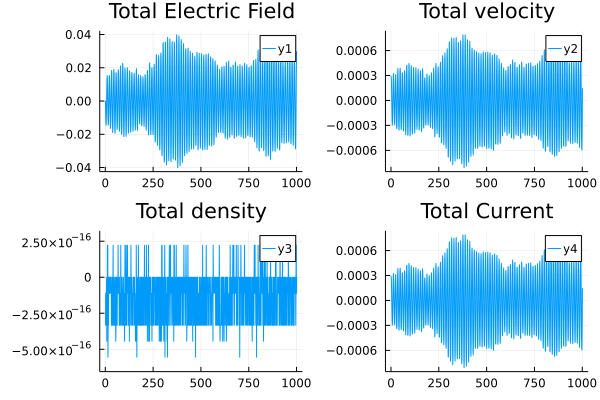 Total Electric Field
0.04
0.02
0.00
−0.02
−0.04
y1
0 250 500 750 1000
Total velocity
0.0006
0.0003
0.0000
−0.0003
−0.0006
y2
0 250 500 750 1000
Total density
2.50×10⁻¹⁶
0
−2.50×10⁻¹⁶
−5.00×10⁻¹⁶
y3
0 250 500 750 1000
Total Current
0.0006
0.0003
0.0000
−0.0003
−0.0006
y4
0 250 500 750 1000